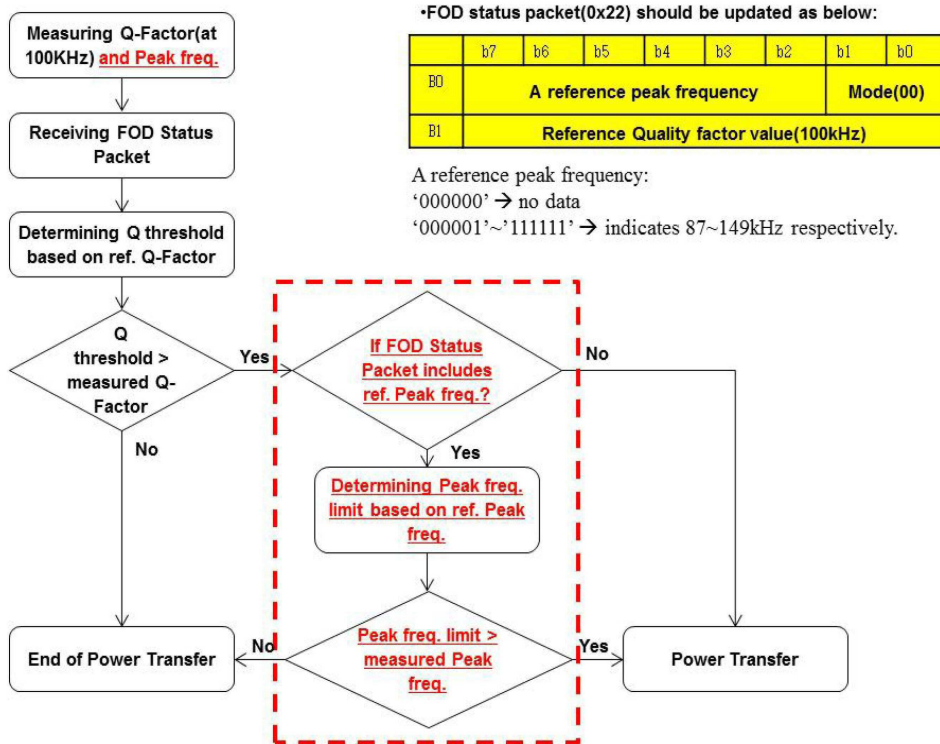 Measuring Q-Factor(at
100KHz) and Peak freq.
Receiving FOD Status
Packet
Determining Q threshold
based on ref. Q-Factor
Q
threshold >
measured Q-
Factor
Yes
No
If FOD Status
Packet includes
ref. Peak freq.?
No
Yes
Determining Peak freq.
limit based on ref. Peak
freq.
Peak freq. limit >
measured Peak
freq.
No
Yes
End of Power Transfer
Power Transfer
•FOD status packet(0x22) should be updated as below:
b7 b6 b5 b4 b3 b2 b1 b0
B0 A reference peak frequency Mode(00)
B1 Reference Quality factor value(100kHz)
A reference peak frequency:
‘000000’ → no data
‘000001’~’111111’ → indicates 87~149kHz respectively.